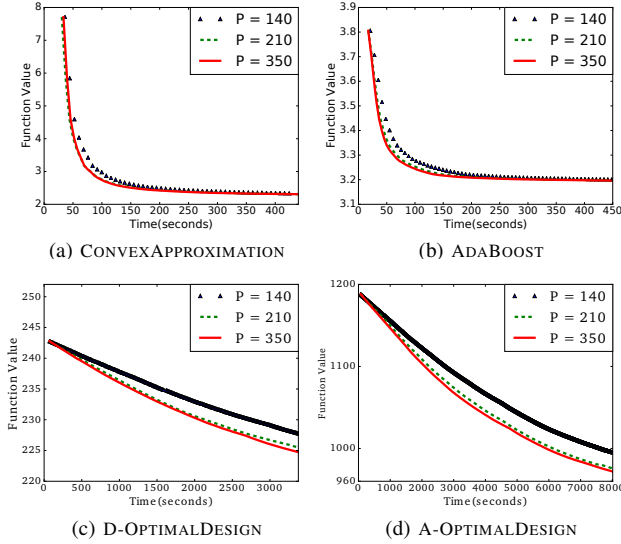 8
7
6
5
4
3
2
0 50 100 150 200 250 300 350 400
Function Value
Time(seconds)
P = 140
P = 210
P = 350
(a) CONVEXAPPROXIMATION
3.9
3.8
3.7
3.6
3.5
3.4
3.3
3.2
3.1
0 50 100 150 200 250 300 350 400 450
Function Value
Time(seconds)
P = 140
P = 210
P = 350
(b) ADABOOST
250
245
240
235
230
225
220
0 500 1000 1500 2000 2500 3000
Function Value
Time(seconds)
P = 140
P = 210
P = 350
(c) D-OPTIMALDESIGN
1200
1100
1000
960
0 1000 2000 3000 4000 5000 6000 7000 8000
Function Value
Time(seconds)
P = 140
P = 210
P = 350
(d) A-OPTIMALDESIGN